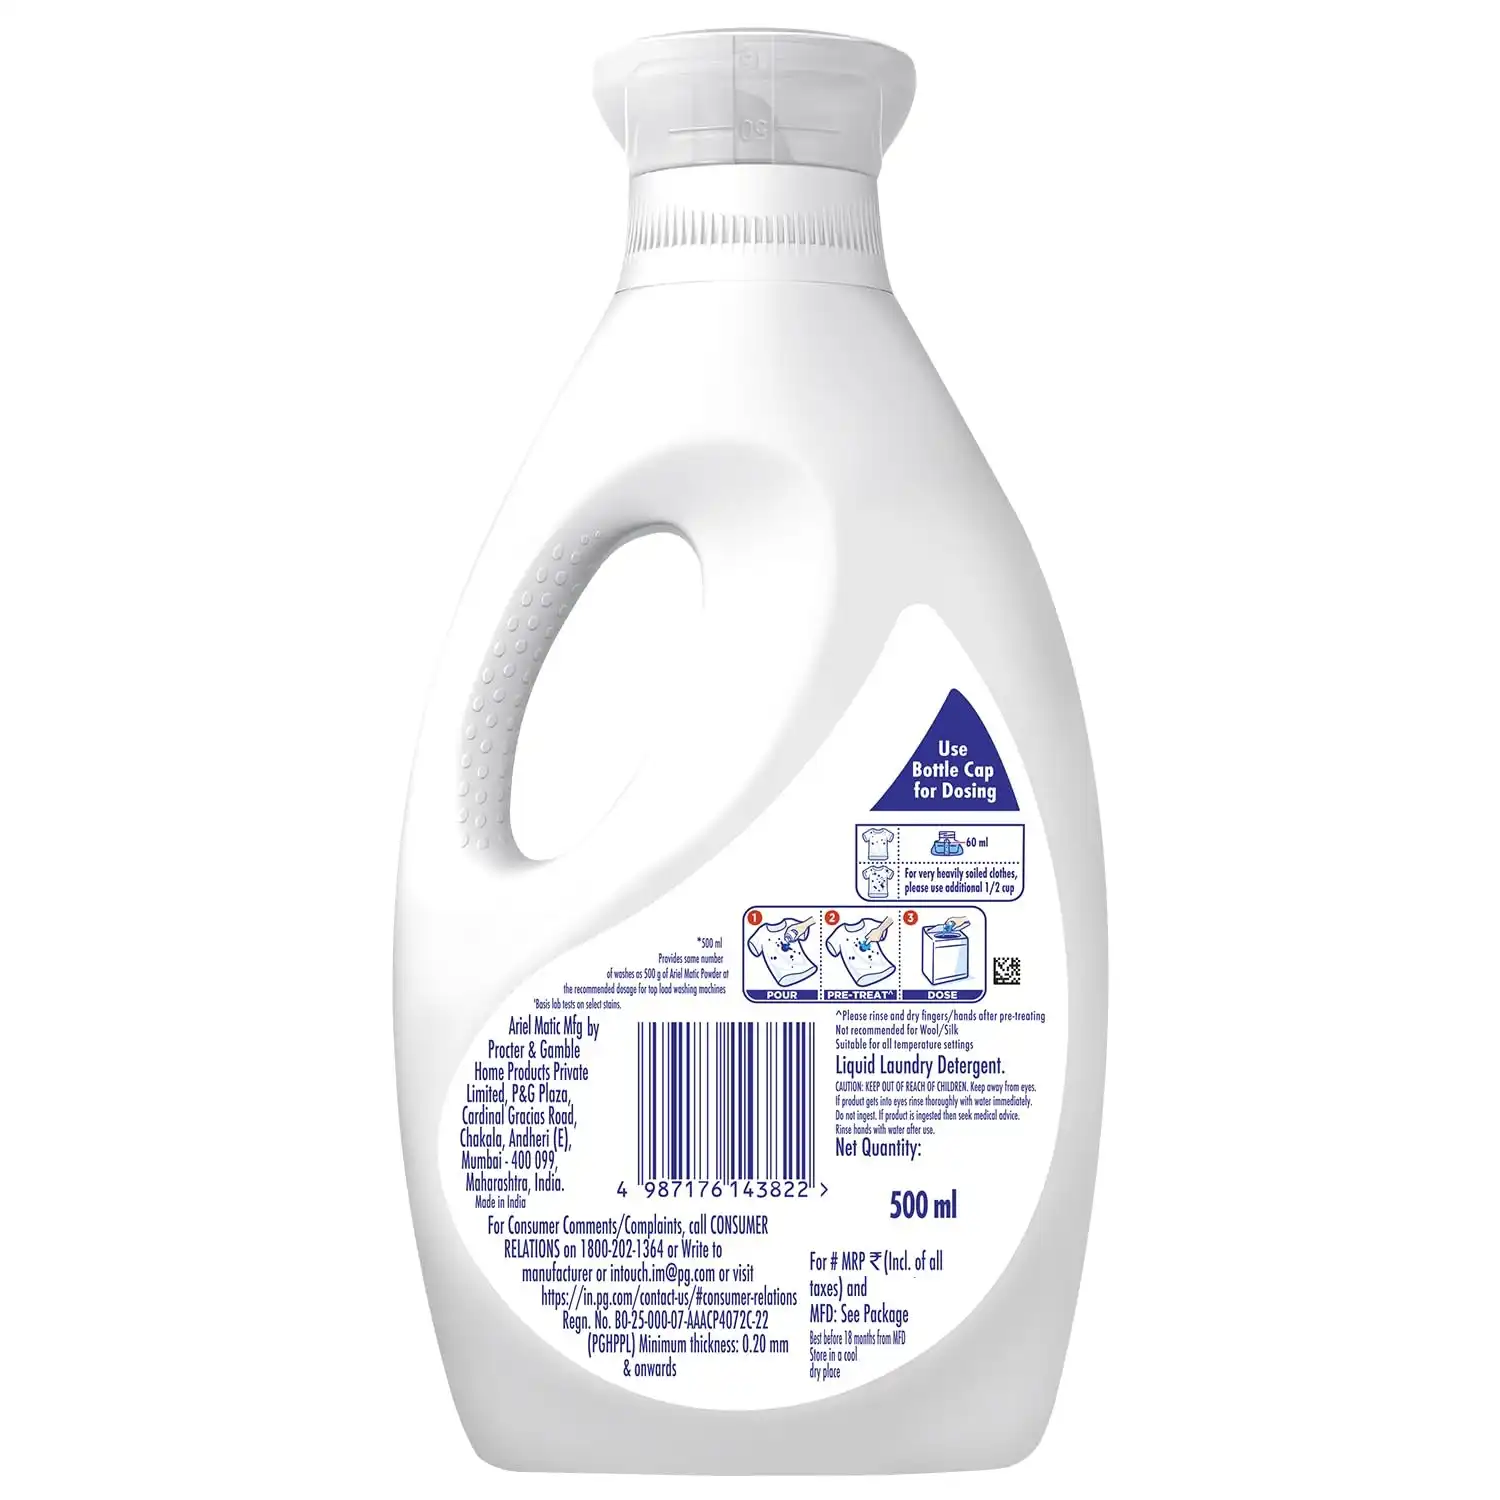 50
Use
Bottle Cap
for Dosing
60 ml
For very heavily soiled clothes,
please use additional 1/2 cup
1 2 3
POUR PRE-TREAT^ DOSE
*500 ml
Provides same number
of washes as 500 g of Ariel Matic Powder at
the recommended dosage for top load washing machines
'Basis lab tests on select stains.
Ariel Matic Mfg by
Procter & Gamble
Home Products Private
Limited, P&G Plaza,
Cardinal Gracias Road,
Chakala, Andheri (E),
Mumbai - 400 099,
Maharashtra, India.
Made in India
4 987176 143822 >
^Please rinse and dry fingers/hands after pre-treating
Not recommended for Wool/Silk
Suitable for all temperature settings
Liquid Laundry Detergent.
CAUTION: KEEP OUT OF REACH OF CHILDREN. Keep away from eyes.
If product gets into eyes rinse thoroughly with water immediately.
Do not ingest. If product is ingested then seek medical advice.
Rinse hands with water after use.
Net Quantity:
500 ml
For Consumer Comments/Complaints, call CONSUMER
RELATIONS on 1800-202-1364 or Write to
manufacturer or intouch.im@pg.com or visit
https://in.pg.com/contact-us/#consumer-relations
Regn. No. BO-25-000-07-AAACP4072C-22
(PGHPPL) Minimum thickness: 0.20 mm
& onwards
For # MRP ₹ (Incl. of all
taxes) and
MFD: See Package
Best before 18 months from MFD
Store in a cool
dry place